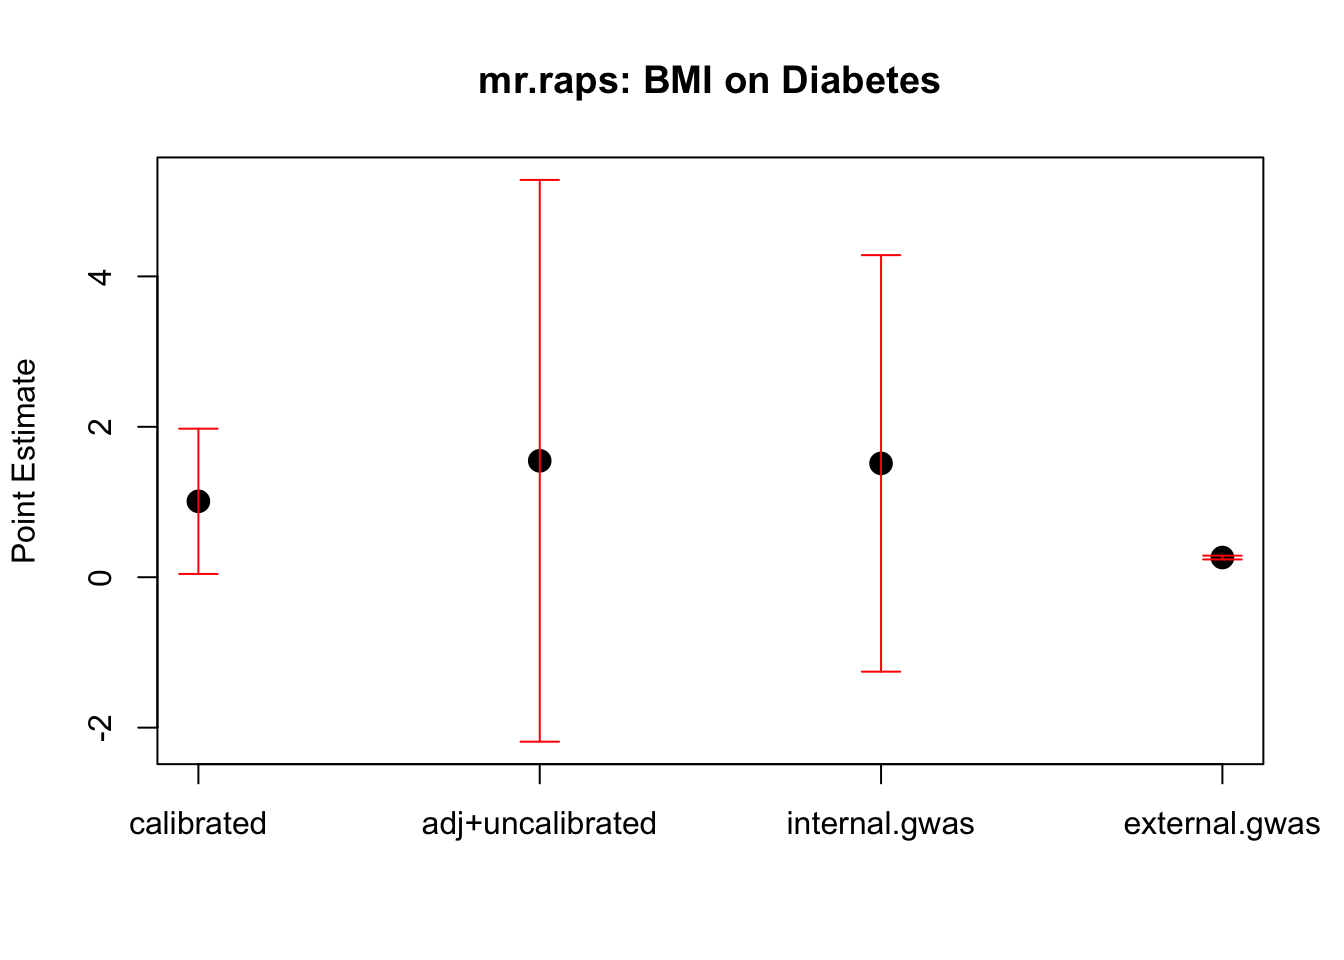 mr.raps: BMI on Diabetes
Point Estimate
4
2
0
-2
calibrated
adj+uncalibrated
internal.gwas
external.gwas